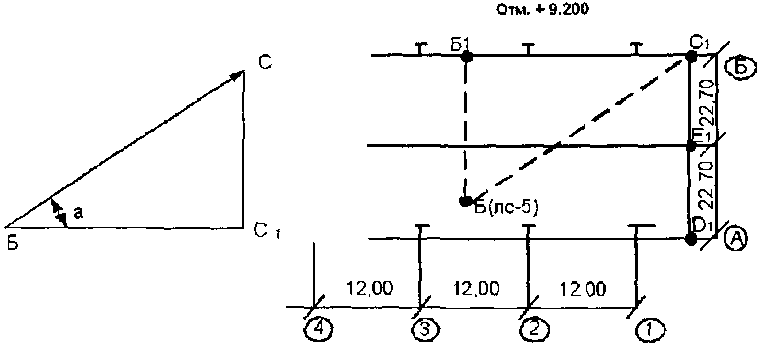 Отм. + 9.200
С
а
Б
С1
Б1
С1
Б
22,70
Е1
22 70
Б(лс-5)
D1
А
12,00
12,00
12 00
4
3
2
1